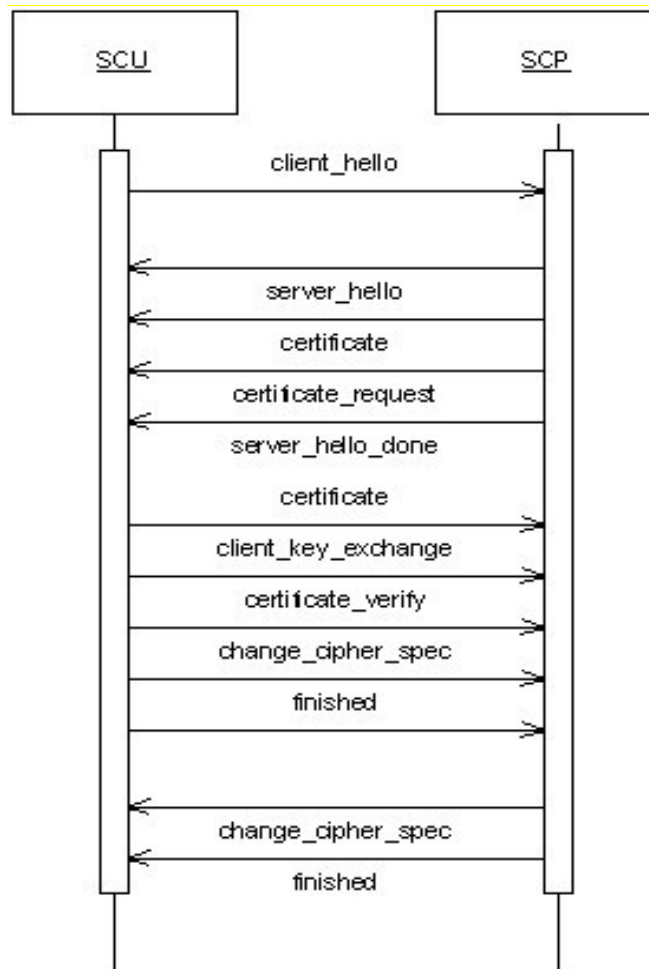 SCU
SCP
client_hello
server_hello
certificate
certificate_request
server_hello_done
certificate
client_key_exchange
certificate_verify
change_cipher_spec
finished
change_cipher_spec
finished